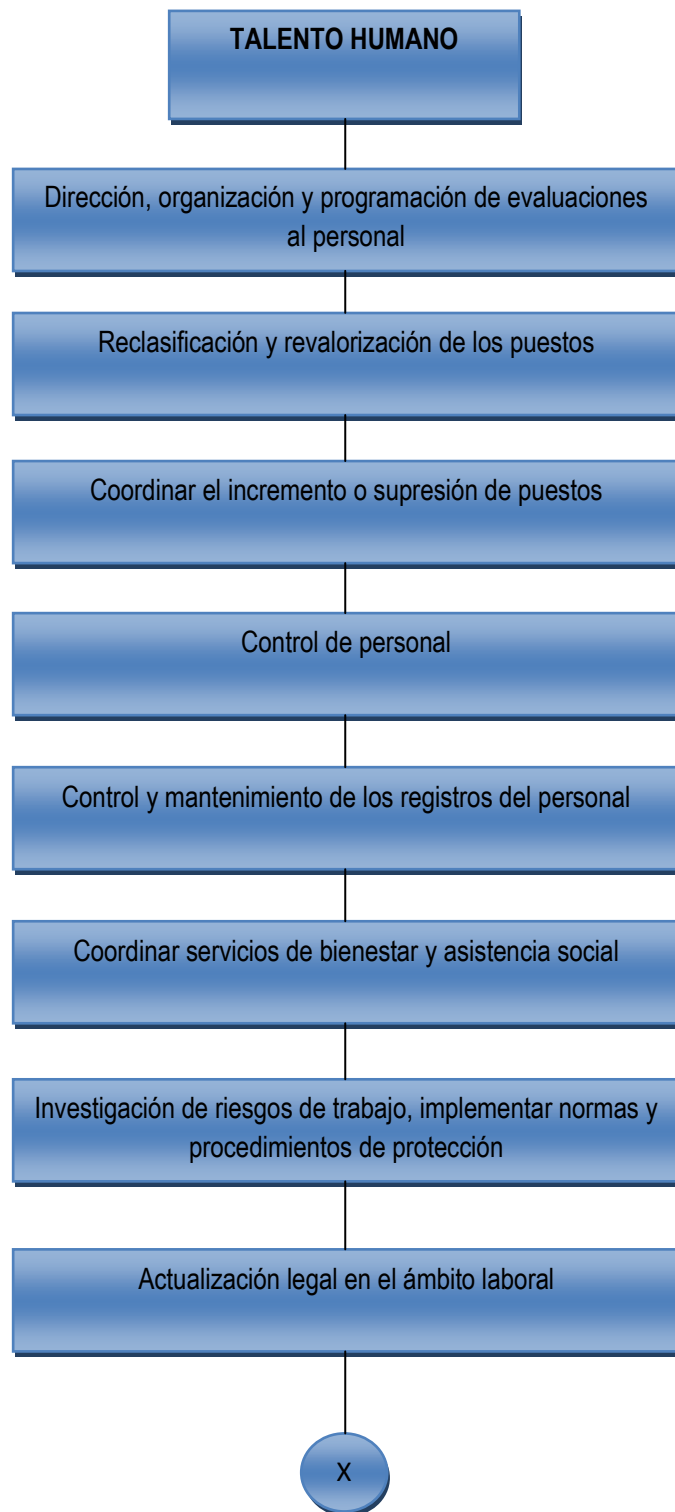 TALENTO HUMANO
Dirección, organización y programación de evaluaciones
al personal
Reclasificación y revalorización de los puestos
Coordinar el incremento o supresión de puestos
Control de personal
Control y mantenimiento de los registros del personal
Coordinar servicios de bienestar y asistencia social
Investigación de riesgos de trabajo, implementar normas y
procedimientos de protección
Actualización legal en el ámbito laboral
X